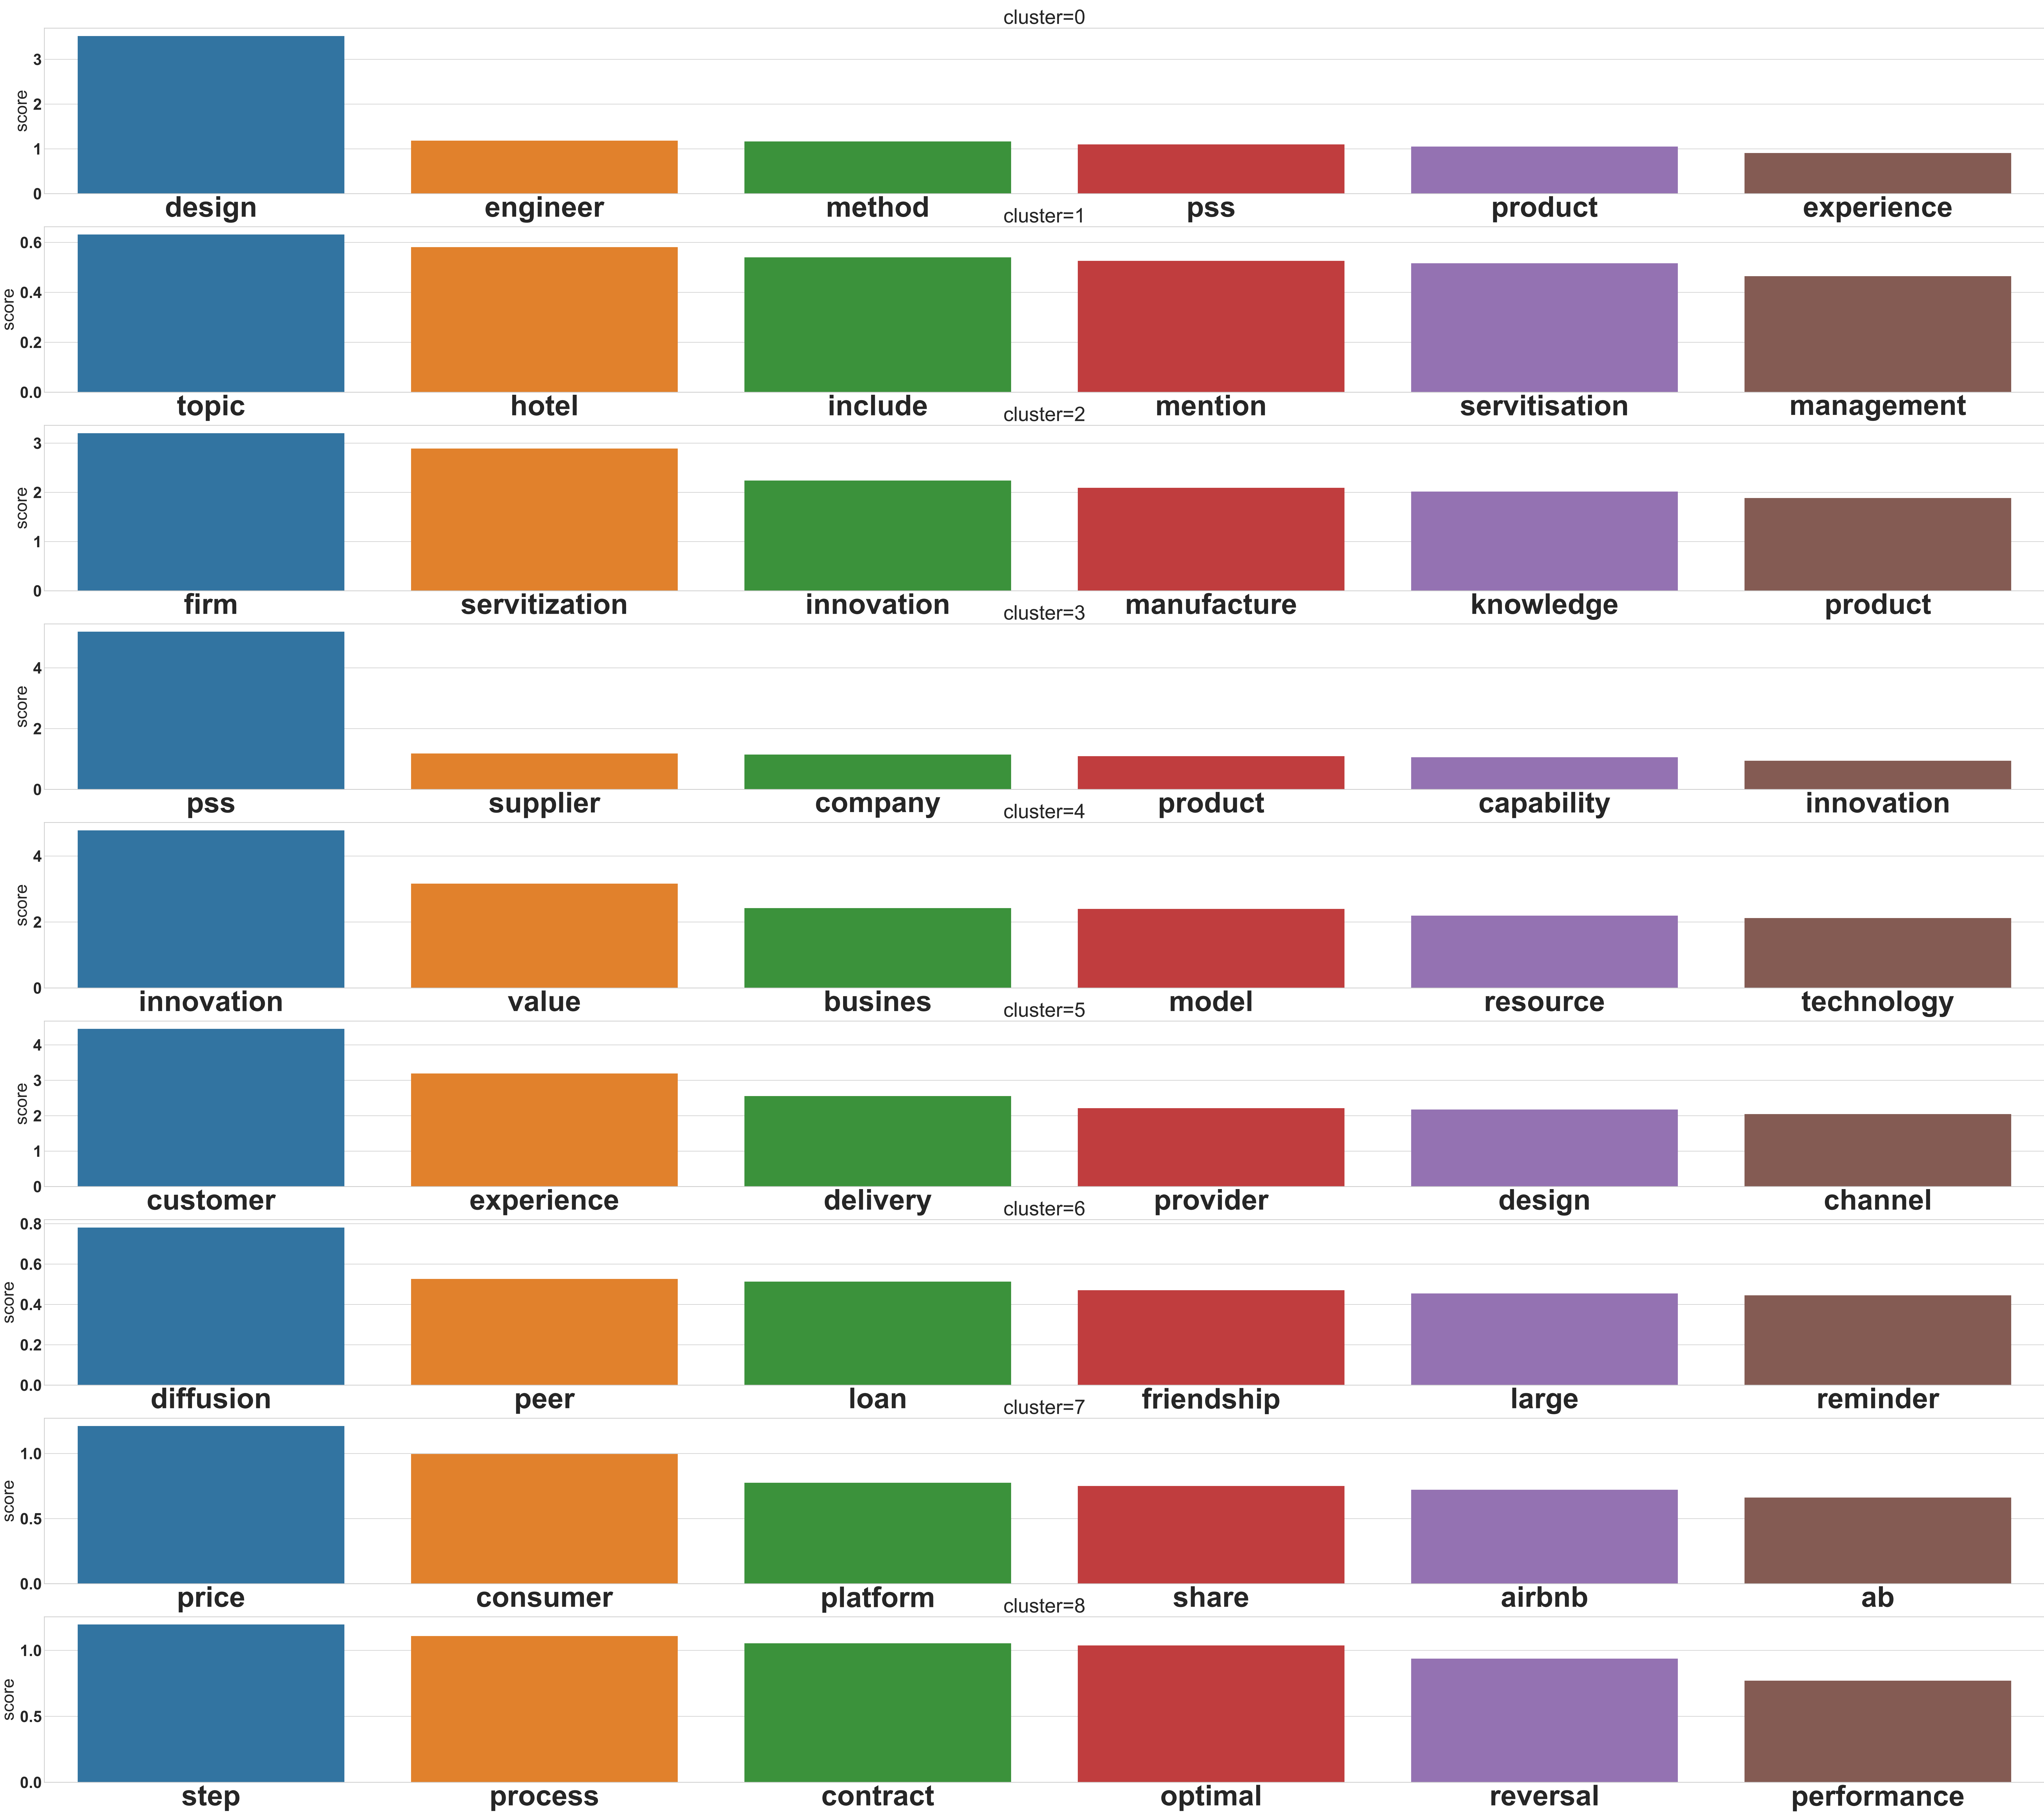 cluster=0
score
3
2
1
0
design engineer method pss product experience
cluster=1
score
0.6
0.4
0.2
0.0
topic hotel include mention servitisation management
cluster=2
score
3
2
1
0
firm servitization innovation manufacture knowledge product
cluster=3
score
4
2
0
pss supplier company product capability innovation
cluster=4
score
4
2
0
innovation value busines model resource technology
cluster=5
score
4
3
2
1
0
customer experience delivery provider design channel
cluster=6
score
0.8
0.6
0.4
0.2
0.0
diffusion peer loan friendship large reminder
cluster=7
score
1.0
0.5
0.0
price consumer platform share airbnb ab
cluster=8
score
1.0
0.5
0.0
step process contract optimal reversal performance